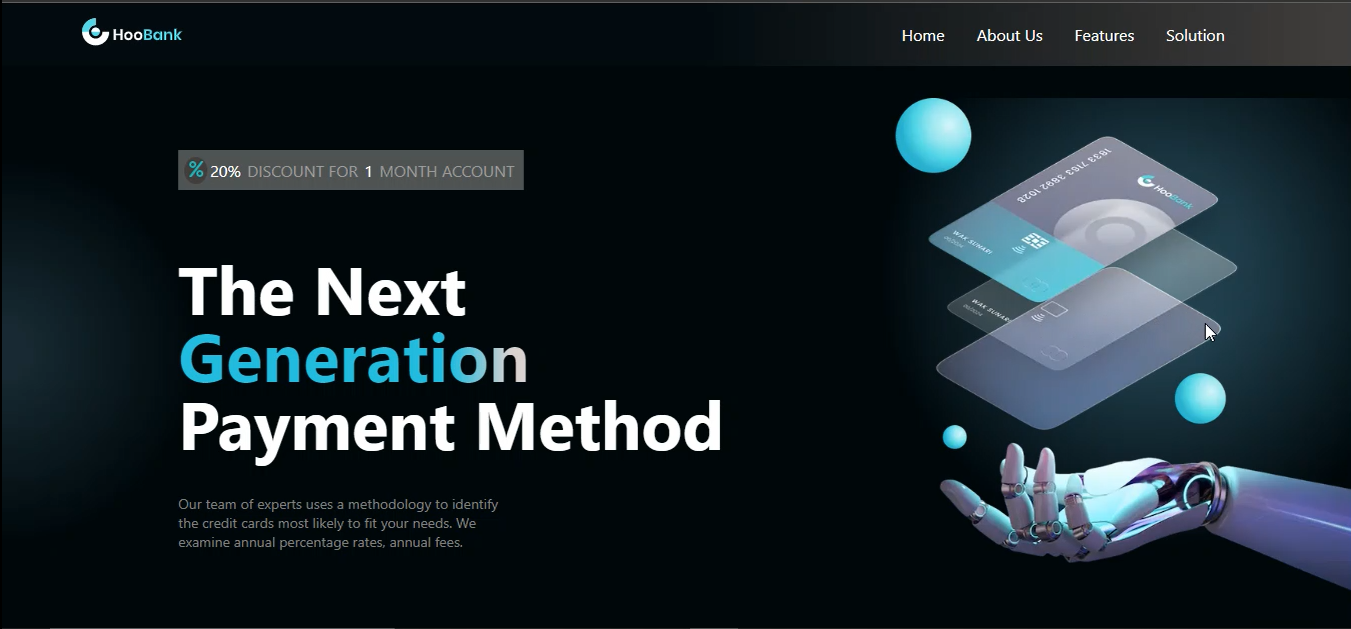 HooBank
Home About Us Features Solution
% 20% DISCOUNT FOR 1 MONTH ACCOUNT
1833 7163 3892 1028
HooBank
WAK SUNARI
The Next
Generation
WAK SUNARI
Payment Method
Our team of experts uses a methodology to identify
the credit cards most likely to fit your needs. We
examine annual percentage rates, annual fees.